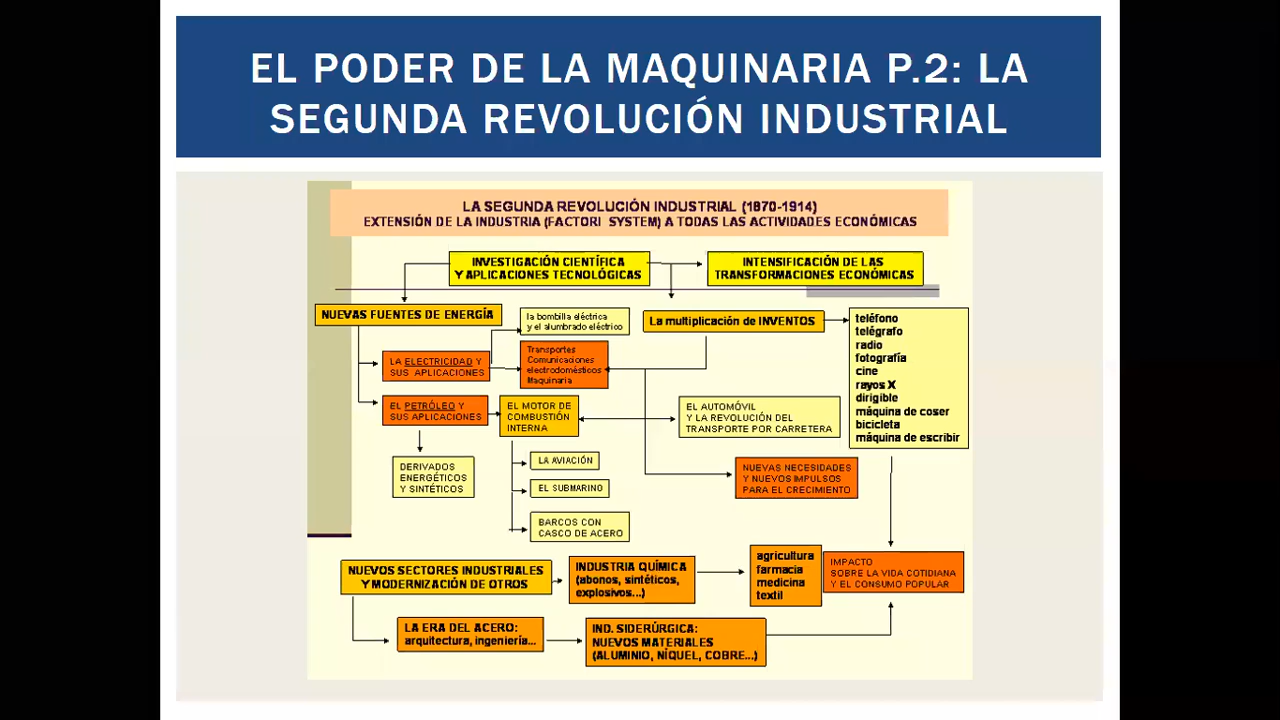 EL PODER DE LA MAQUINARIA P.2: LA
SEGUNDA REVOLUCIÓN INDUSTRIAL
LA SEGUNDA REVOLUCIÓN INDUSTRIAL (1870-1914)
EXTENSIÓN DE LA INDUSTRIA (FACTORI SYSTEM) A TODAS LAS ACTIVIDADES ECONÓMICAS
INVESTIGACIÓN CIENTÍFICA
Y APLICACIONES TECNOLÓGICAS
INTENSIFICACIÓN DE LAS
TRANSFORMACIONES ECONÓMICAS
NUEVAS FUENTES DE ENERGÍA
la bombilla eléctrica
y el alumbrado eléctrico
La multiplicación de INVENTOS
teléfono
telégrafo
radio
fotografía
cine
rayos X
dirigible
máquina de coser
bicicleta
máquina de escribir
LA ELECTRICIDAD Y
SUS APLICACIONES
Transportes
Comunicaciones
electrodomésticos
Maquinaria
EL PETRÓLEO Y
SUS APLICACIONES
EL MOTOR DE
COMBUSTIÓN
INTERNA
EL AUTOMÓVIL
Y LA REVOLUCIÓN DEL
TRANSPORTE POR CARRETERA
DERIVADOS
ENERGÉTICOS
Y SINTÉTICOS
LA AVIACIÓN
EL SUBMARINO
BARCOS CON
CASCO DE ACERO
NUEVAS NECESIDADES
Y NUEVOS IMPULSOS
PARA EL CRECIMIENTO
NUEVOS SECTORES INDUSTRIALES
Y MODERNIZACIÓN DE OTROS
INDUSTRIA QUÍMICA
(abonos, sintéticos,
explosivos...)
agricultura
farmacia
medicina
textil
IMPACTO
SOBRE LA VIDA COTIDIANA
Y EL CONSUMO POPULAR
LA ERA DEL ACERO:
arquitectura, ingeniería...
IND. SIDERÚRGICA:
NUEVOS MATERIALES
(ALUMINIO, NÍQUEL, COBRE...)